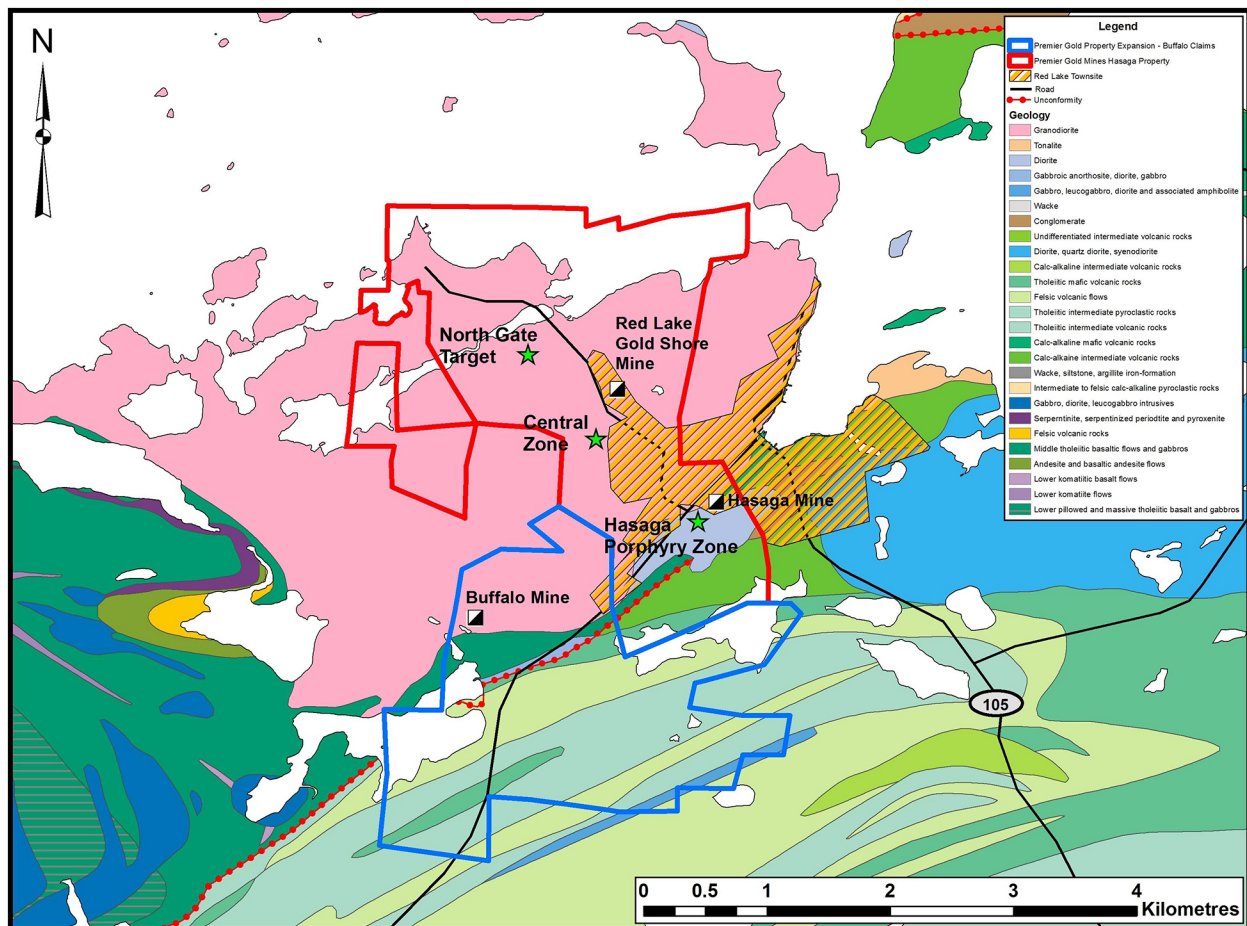 N
Legend
Premier Gold Property Expansion - Buffalo Claims
Premier Gold Mines Hasaga Property
Red Lake Townsite
Road
Unconformity
Geology
Granodiorite
Tonalite
Diorite
Gabbroic anorthosite, diorite, gabbro
Gabbro, leucogabbro, diorite and associated amphibolite
Wacke
Conglomerate
Undifferentiated intermediate volcanic rocks
Diorite, quartz diorite, syenodiorite
Calc-alkaline intermediate volcanic rocks
Tholeiitic mafic volcanic rocks
Felsic volcanic flows
Tholeiitic intermediate pyroclastic rocks
Tholeiitic intermediate volcanic rocks
Calc-alkaline mafic volcanic rocks
Calc-alkaine intermediate volcanic rocks
Wacke, siltstone, argillite iron-formation
Intermediate to felsic calc-alkaline pyroclastic rocks
Gabbro, diorite, leucogabbro intrusives
Serpentinite, serpentinized periodtite and pyroxenite
Felsic volcanic rocks
Middle tholeiitic basaltic flows and gabbros
Andesite and basaltic andesite flows
Lower komatiitic basalt flows
Lower komatiite flows
Lower pillowed and massive tholeiitic basalt and gabbros
North Gate
Target
Red Lake
Gold Shore
Mine
Central
Zone
Hasaga Mine
Hasaga
Porphyry Zone
Buffalo Mine
105
0 0.5 1 2 3 4
Kilometres